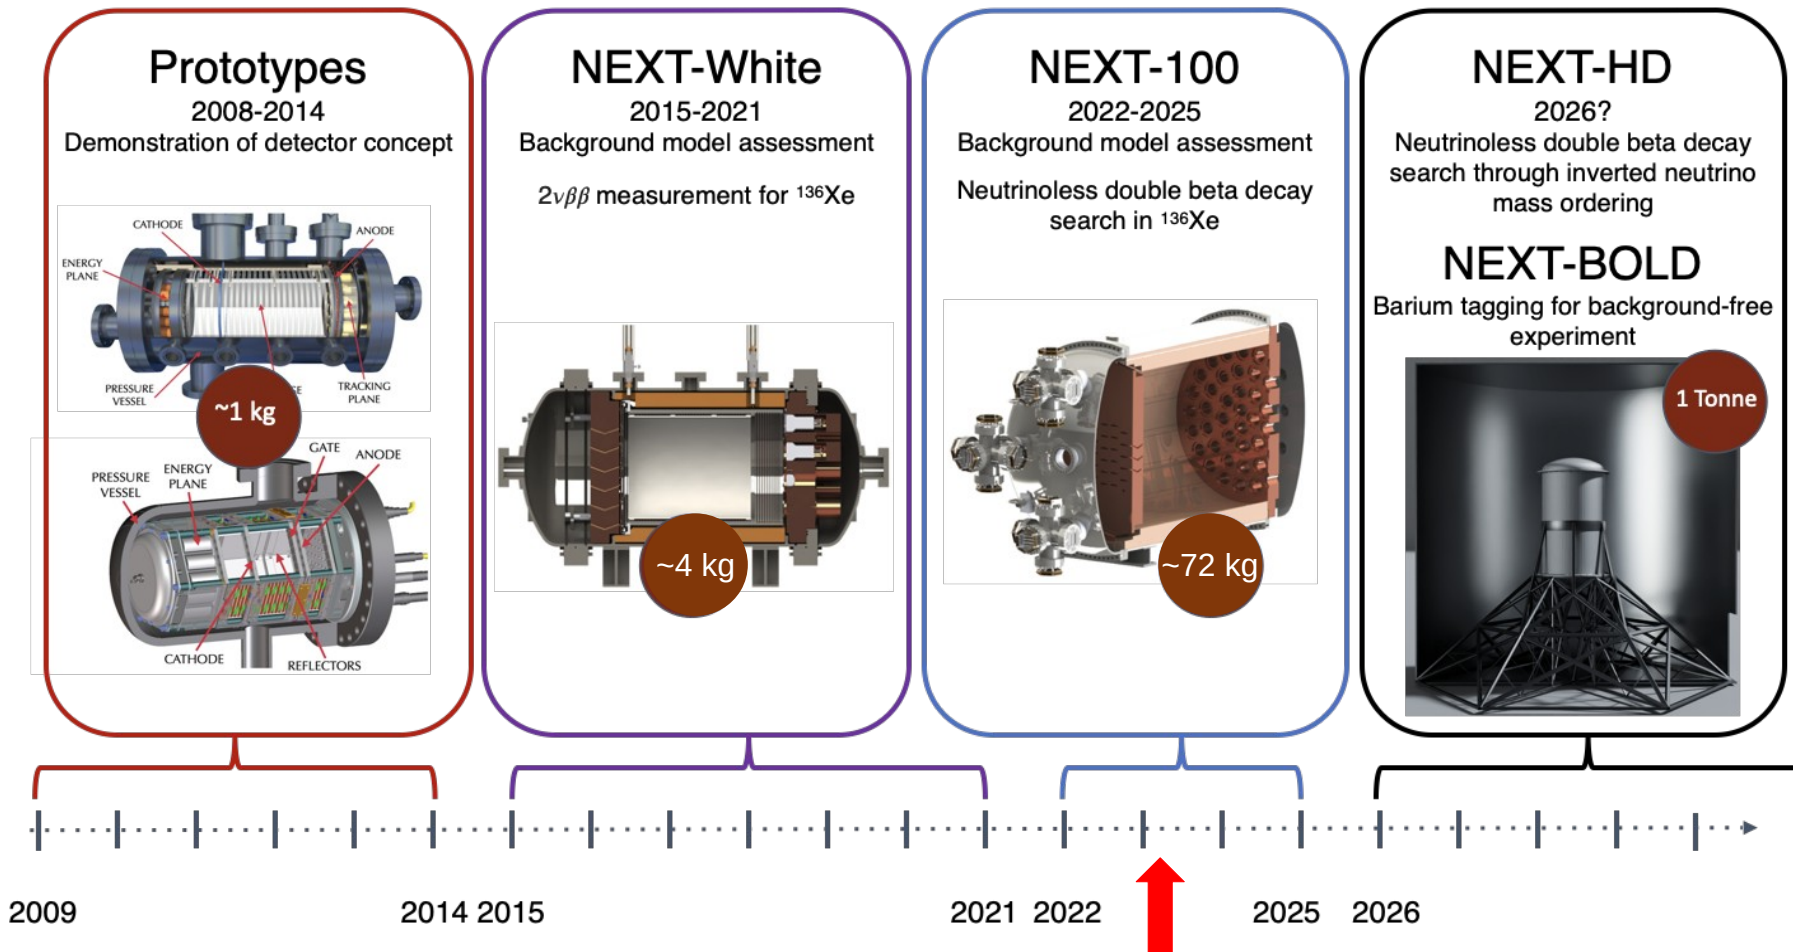 Prototypes
2008-2014
Demonstration of detector concept
CATHODE
ANODE
ENERGY
PLANE
PRESSURE
VESSEL
TRACKING
PLANE
~1 kg
GATE
ANODE
ENERGY
PLANE
PRESSURE
VESSEL
CATHODE
REFLECTORS
NEXT-White
2015-2021
Background model assessment
2νββ measurement for ¹³⁶Xe
~4 kg
NEXT-100
2022-2025
Background model assessment
Neutrinoless double beta decay
search in ¹³⁶Xe
~72 kg
NEXT-HD
2026?
Neutrinoless double beta decay
search through inverted neutrino
mass ordering
NEXT-BOLD
Barium tagging for background-free
experiment
1 Tonne
2009
2014 2015
2021 2022
2025 2026